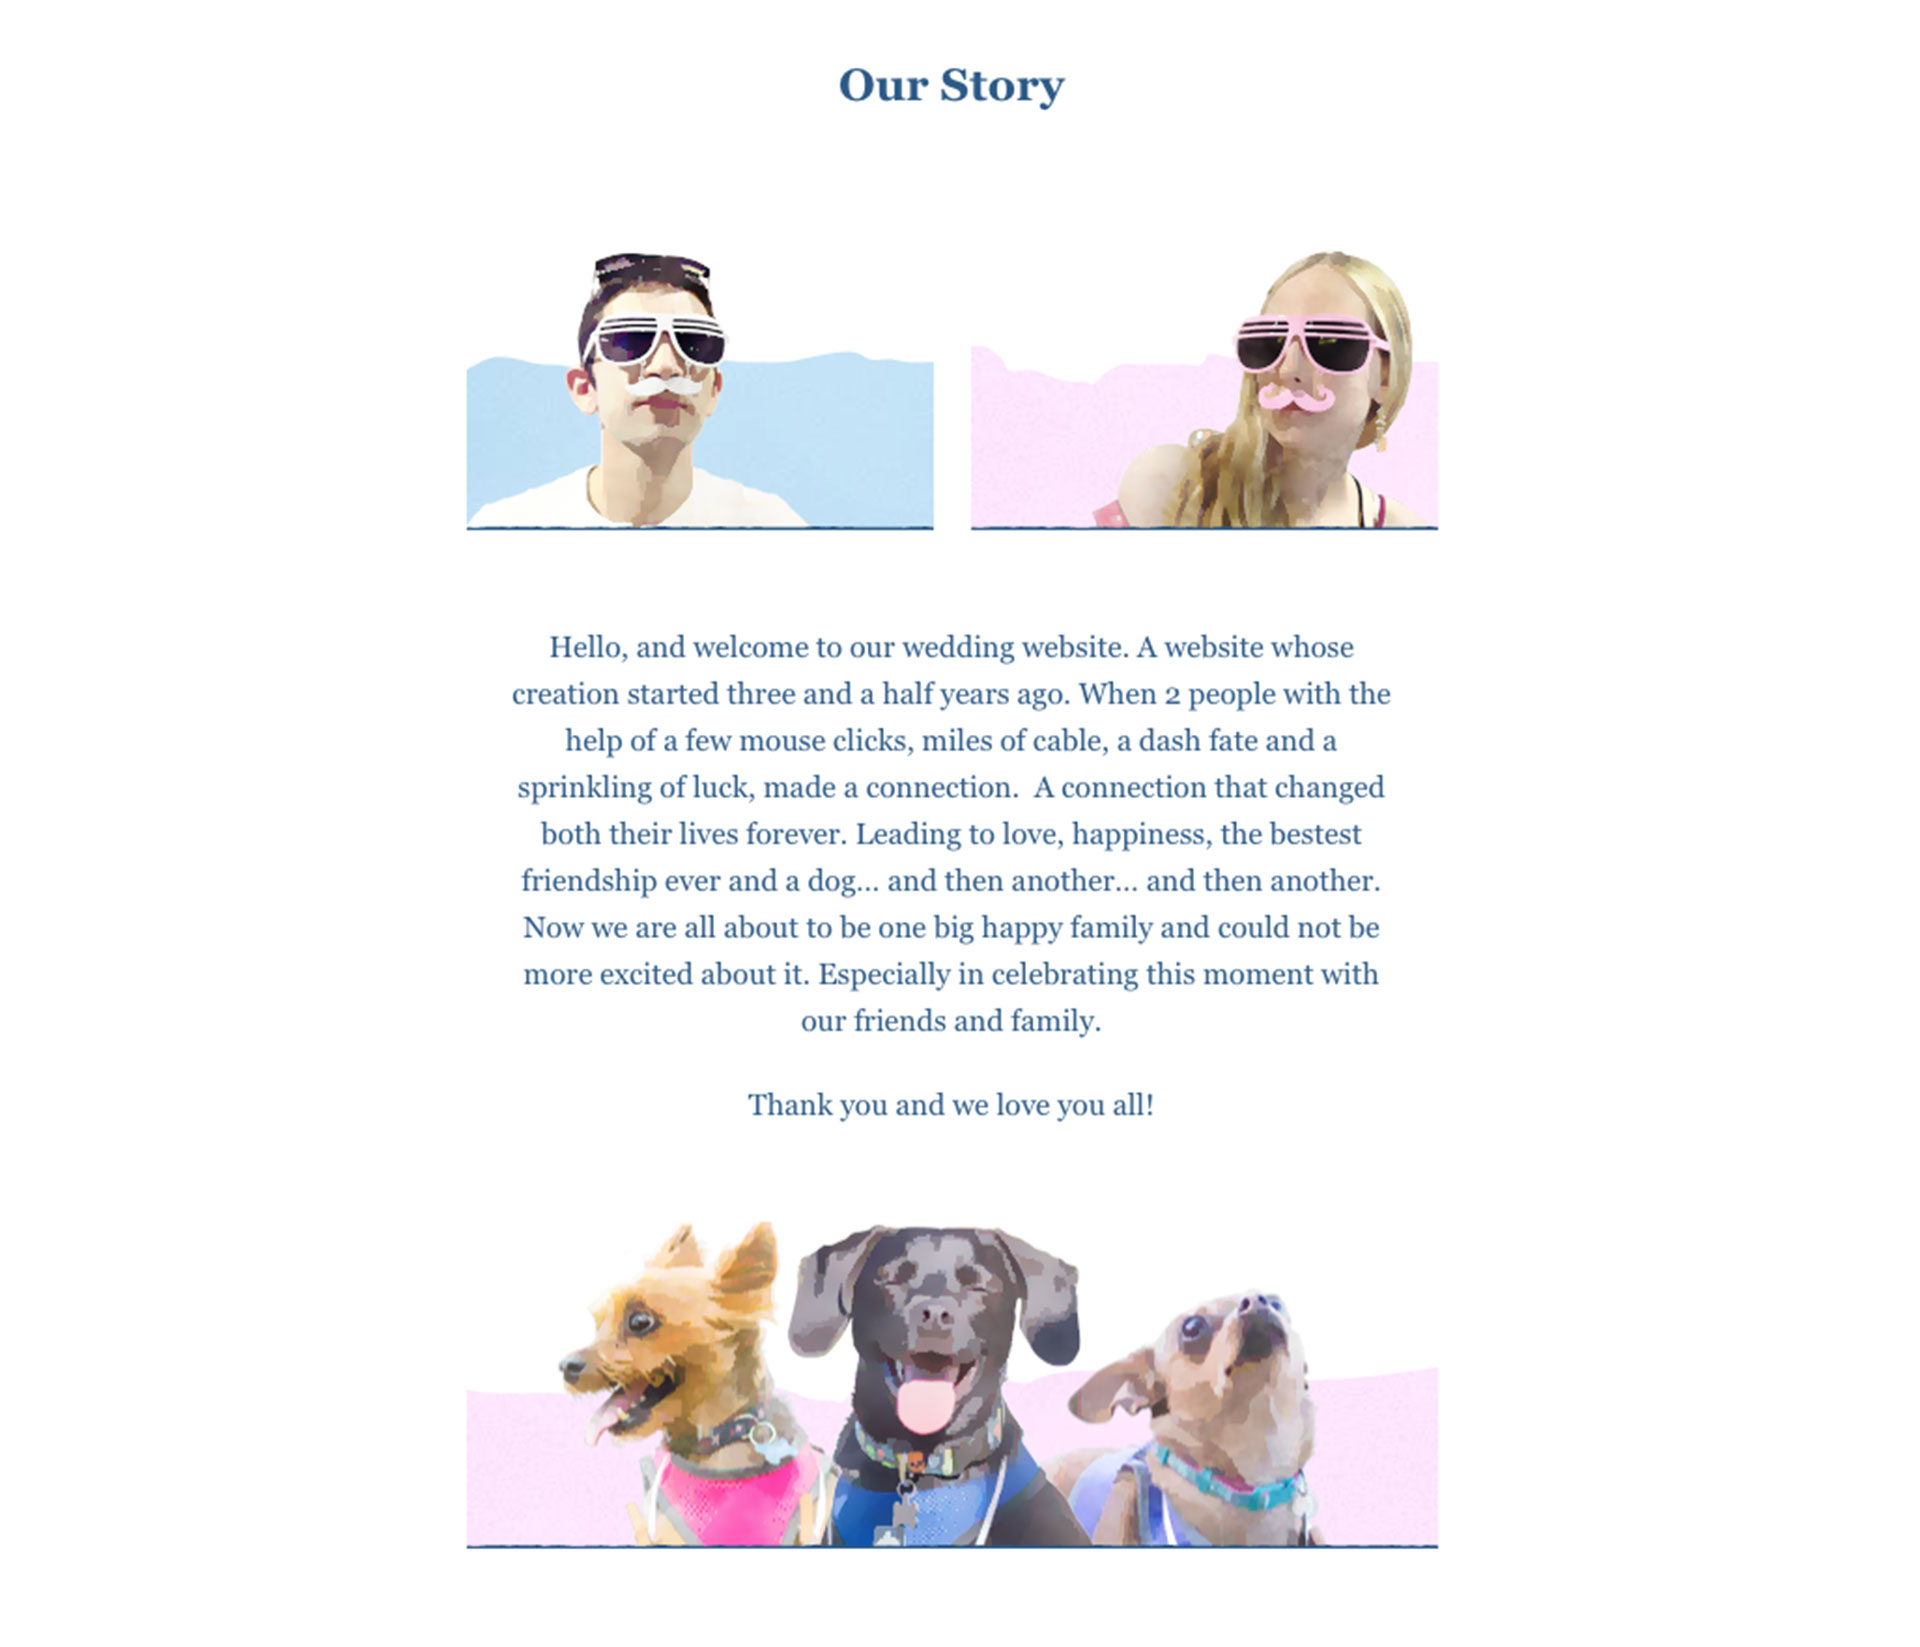 Our Story
Hello, and welcome to our wedding website. A website whose
creation started three and a half years ago. When 2 people with the
help of a few mouse clicks, miles of cable, a dash fate and a
sprinkling of luck, made a connection.  A connection that changed
both their lives forever. Leading to love, happiness, the bestest
friendship ever and a dog... and then another... and then another.
Now we are all about to be one big happy family and could not be
more excited about it. Especially in celebrating this moment with
our friends and family.
Thank you and we love you all!